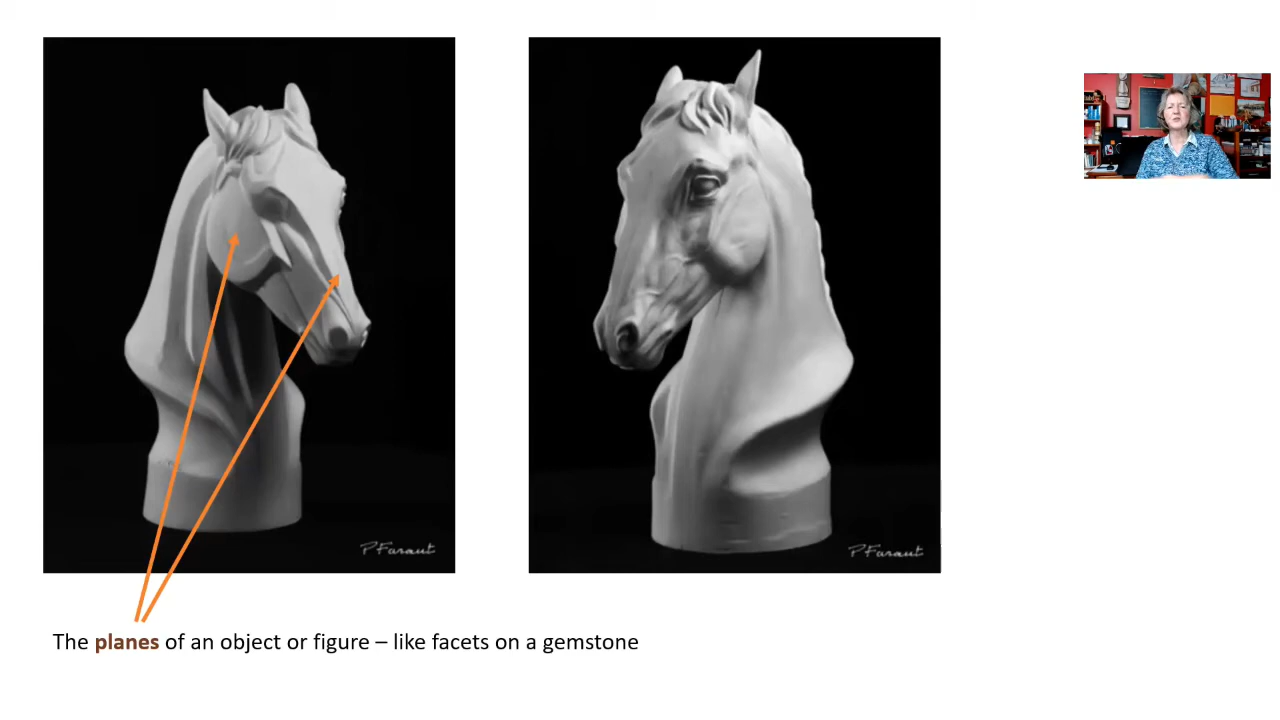 PFaraut
PFaraut
The planes of an object or figure – like facets on a gemstone